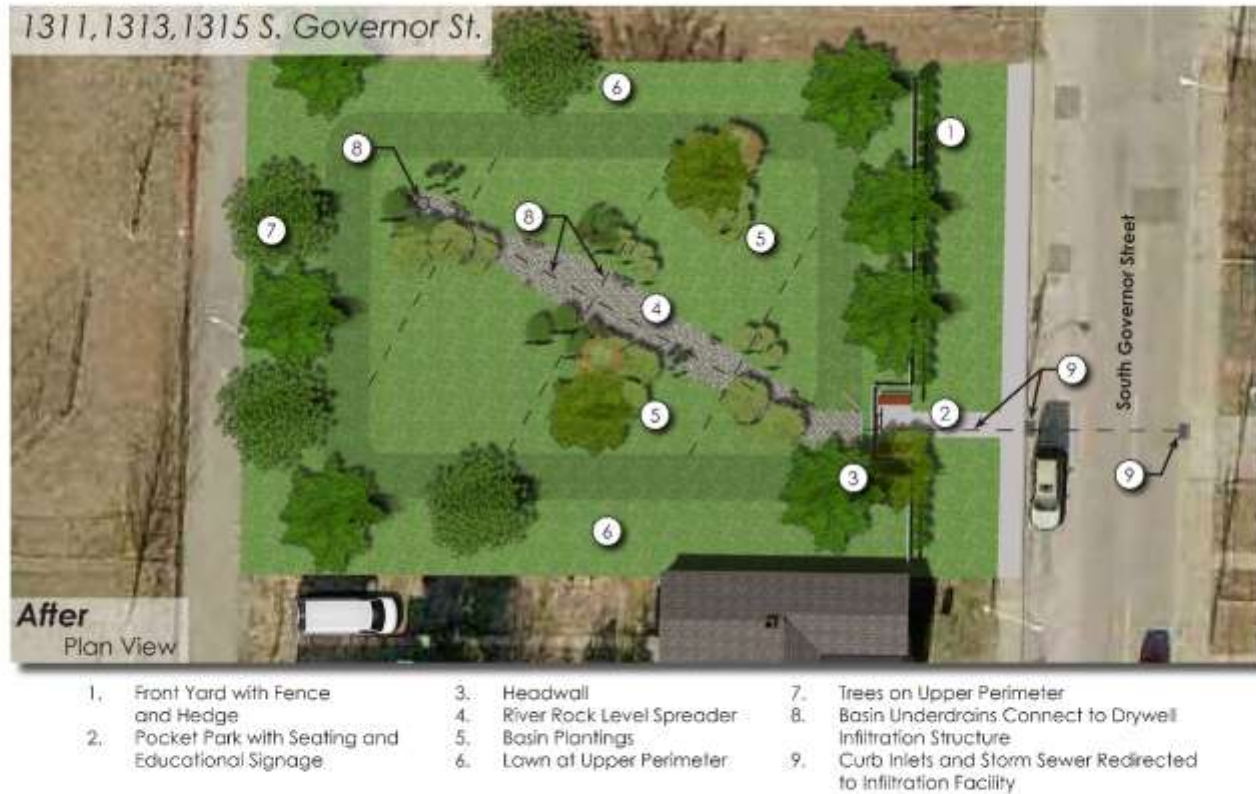 1311,1313,1315 S. Governor St.
6
1
8
7
8
5
4
South Governor Street
9
2
5
3
9
6
After
Plan View
1. Front Yard with Fence
and Hedge
2. Pocket Park with Seating and
Educational Signage
3. Headwall
4. River Rock Level Spreader
5. Basin Plantings
6. Lawn at Upper Perimeter
7. Trees on Upper Perimeter
8. Basin Underdrains Connect to Drywell
Infiltration Structure
9. Curb Inlets and Storm Sewer Redirected
to Infiltration Facility